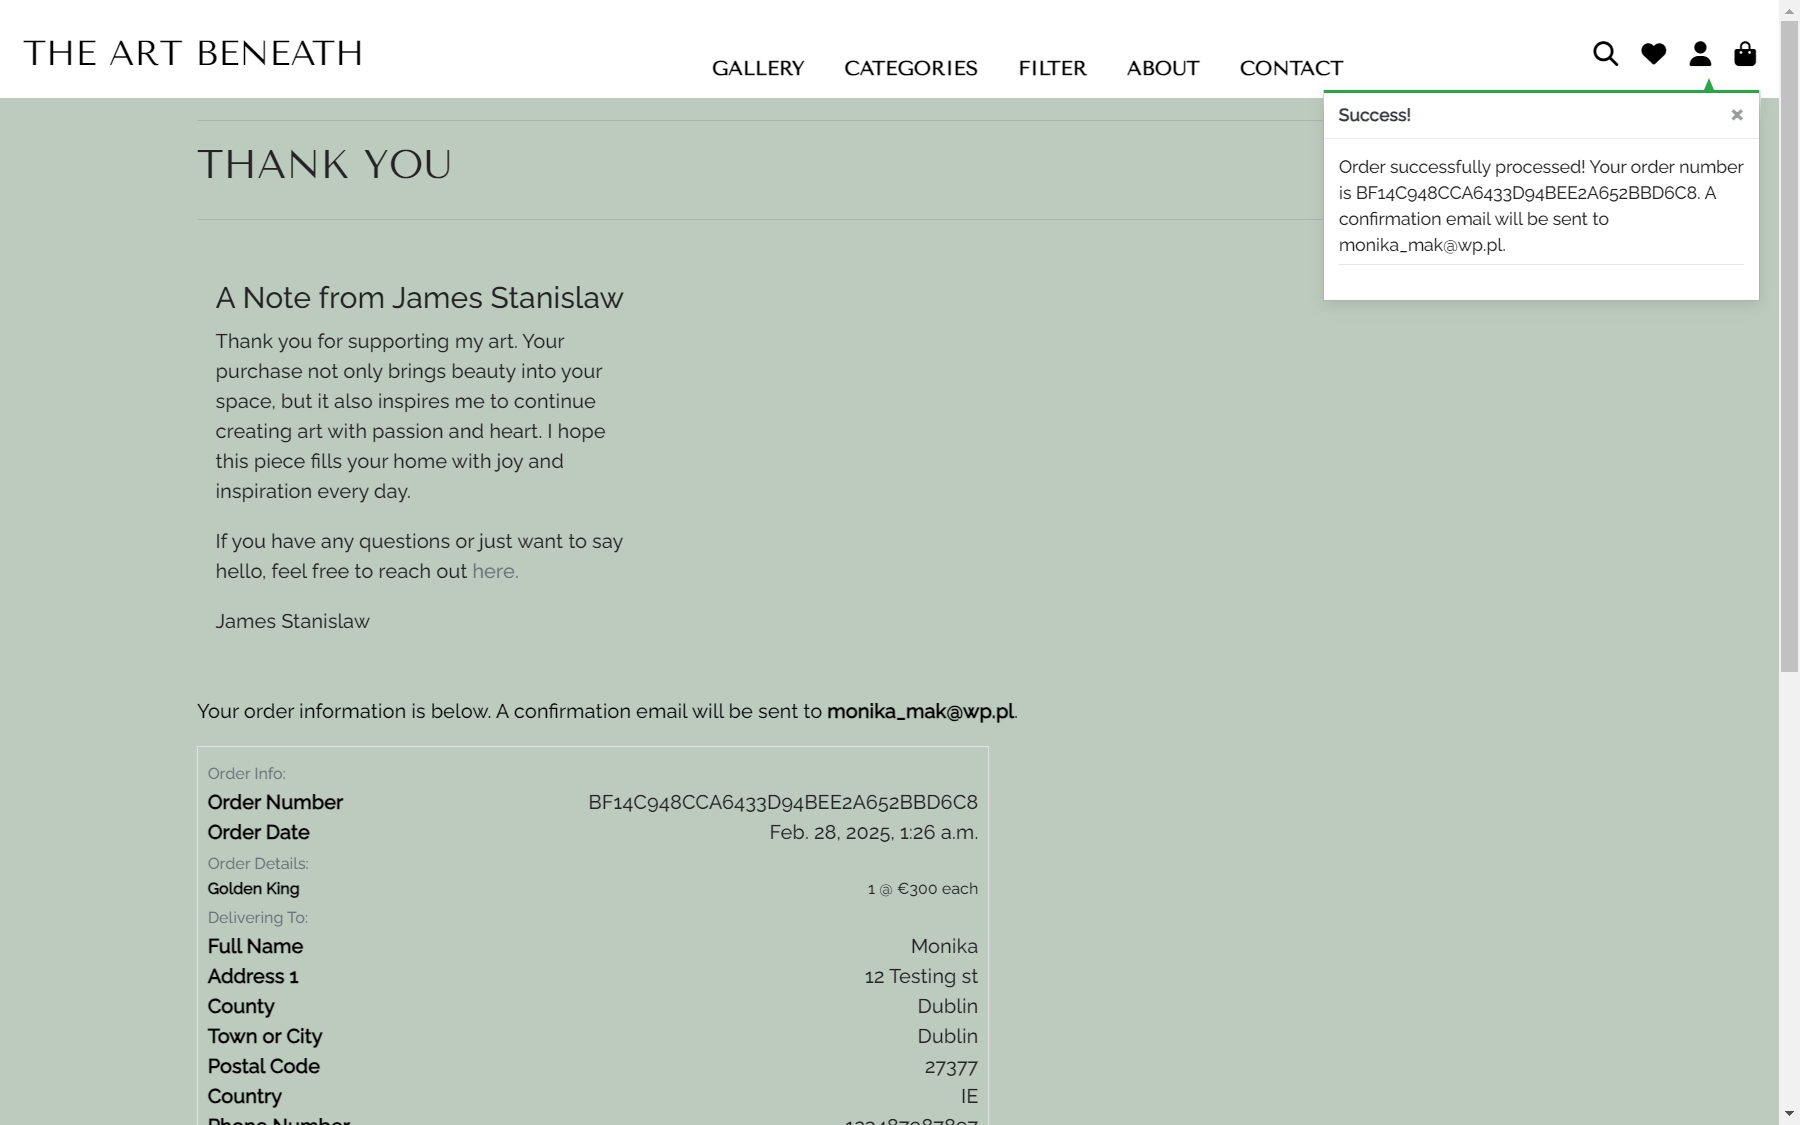 THE ART BENEATH
GALLERY CATEGORIES FILTER ABOUT CONTACT
Success! ×
Order successfully processed! Your order number
is BF14C948CCA6433D94BEE2A652BBD6C8. A
confirmation email will be sent to
monika_mak@wp.pl.
THANK YOU
A Note from James Stanislaw
Thank you for supporting my art. Your
purchase not only brings beauty into your
space, but it also inspires me to continue
creating art with passion and heart. I hope
this piece fills your home with joy and
inspiration every day.
If you have any questions or just want to say
hello, feel free to reach out here.
James Stanislaw
Your order information is below. A confirmation email will be sent to monika_mak@wp.pl.
Order Info:
Order Number BF14C948CCA6433D94BEE2A652BBD6C8
Order Date Feb. 28, 2025, 1:26 a.m.
Order Details:
Golden King 1 @ €300 each
Delivering To:
Full Name Monika
Address 1 12 Testing st
County Dublin
Town or City Dublin
Postal Code 27377
Country IE
Phone Number